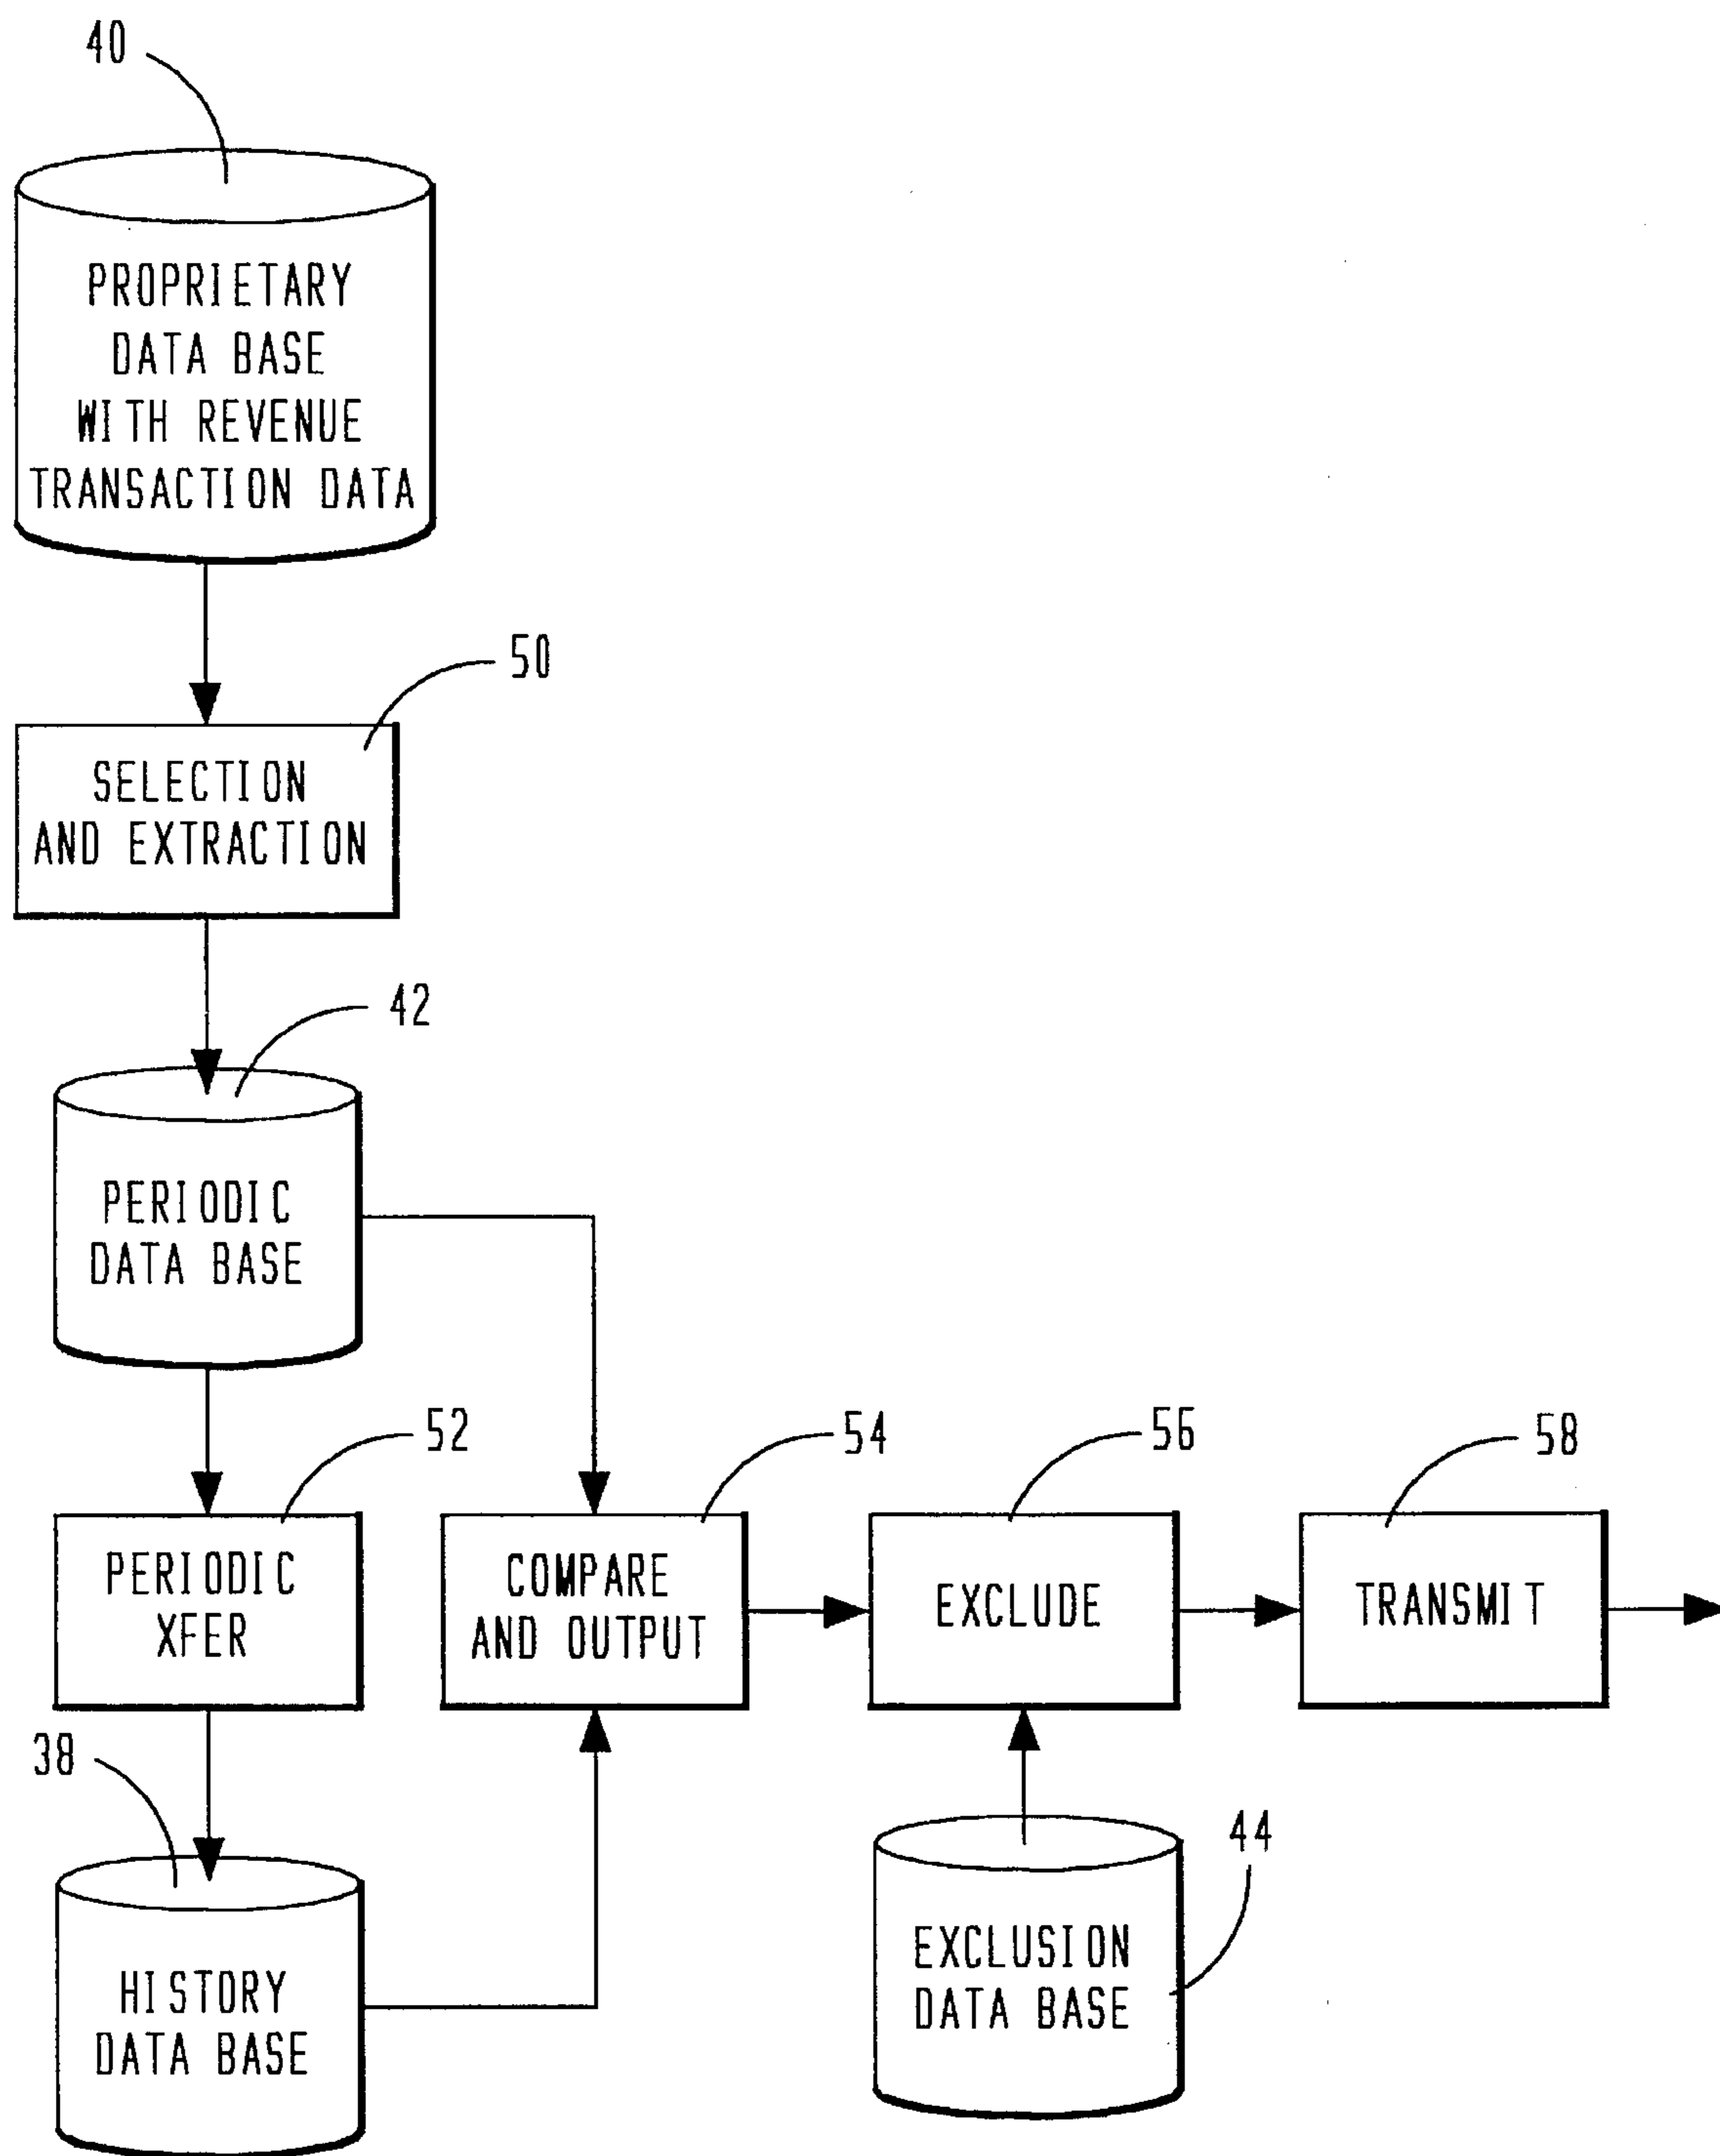 40
PROPRIETARY
DATA BASE
WITH REVENUE
TRANSACTION DATA
50
SELECTION
AND EXTRACTION
42
PERIODIC
DATA BASE
52
PERIODIC
XFER
54
COMPARE
AND OUTPUT
56
EXCLUDE
58
TRANSMIT
38
HISTORY
DATA BASE
44
EXCLUSION
DATA BASE